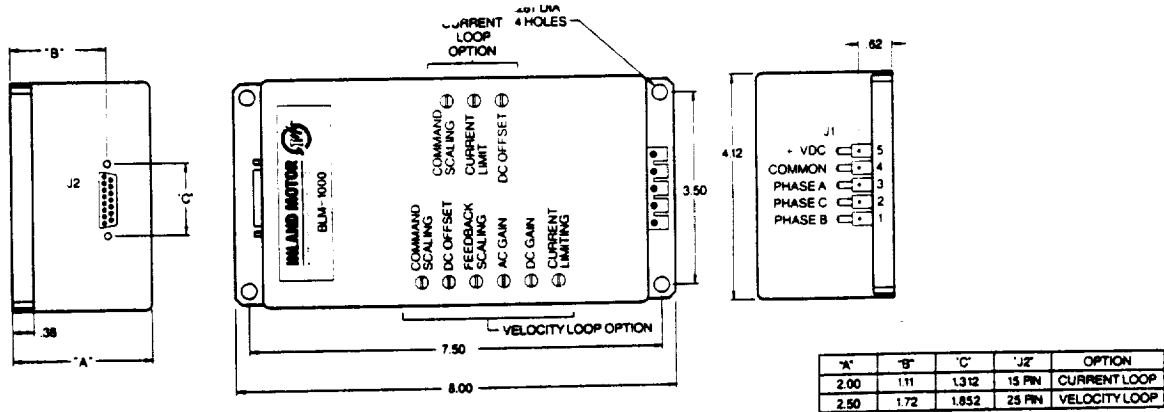 "B"
J2
"C"
.38
"A"
CURRENT
LOOP
OPTION
DIA
4 HOLES
COMMAND
SCALING
CURRENT
LIMIT
DC OFFSET
INLAND MOTOR
BLM-1000
COMMAND
SCALING
DC OFFSET
FEEDBACK
SCALING
AC GAIN
DC GAIN
CURRENT
LIMITING
VELOCITY LOOP OPTION
3.50
7.50
8.00
.62
4.12
J1
+ VDC 5
COMMON 4
PHASE A 3
PHASE C 2
PHASE B 1
"A" "B" "C" "J2" OPTION
2.00 1.11 1.312 15 PIN CURRENT LOOP
2.50 1.72 1.852 25 PIN VELOCITY LOOP